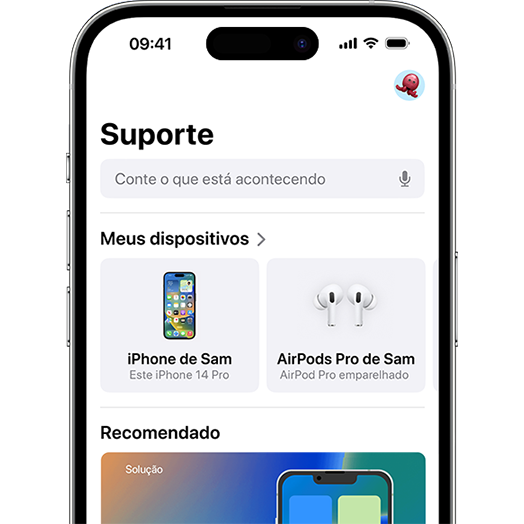 09:41
Suporte
Conte o que está acontecendo
Meus dispositivos
iPhone de Sam
Este iPhone 14 Pro
AirPods Pro de Sam
AirPod Pro emparelhado
Recomendado
Solução